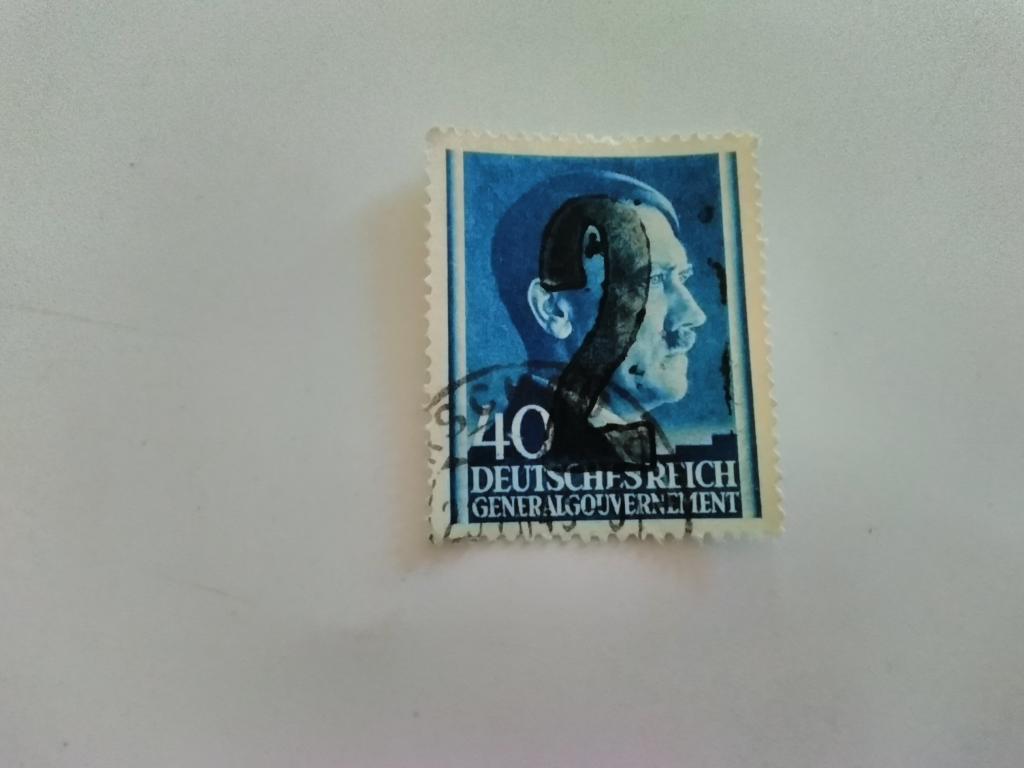 2
40
DEUTSCHES REICH
GENERALGOUVERNEMENT